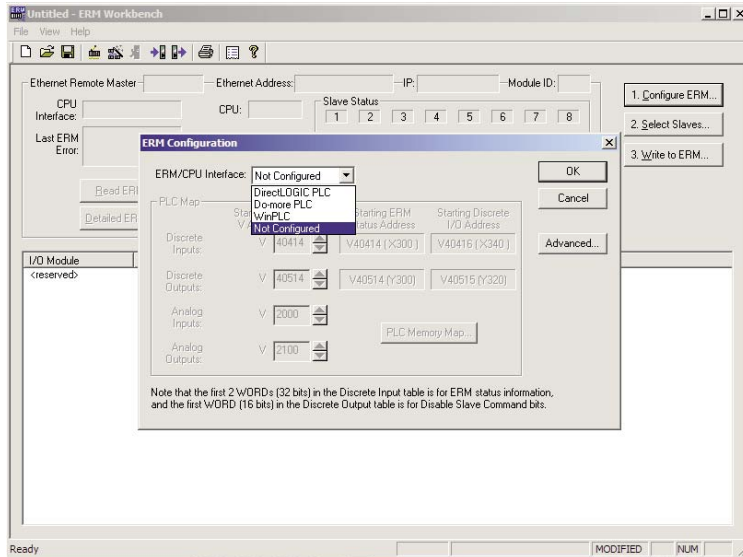 Untitled - ERM Workbench
File View Help
Ethernet Remote Master Ethernet Address: IP: Module ID:
CPU Interface: CPU: Slave Status
1 2 3 4 5 6 7 8
Last ERM Error:
1. Configure ERM...
2. Select Slaves...
3. Write to ERM...
Read ER
Detailed ER
I/O Module
<reserved>
ERM Configuration
ERM/CPU Interface: Not Configured
DirectLOGIC PLC
Do-more PLC
WinPLC
Not Configured
OK
Cancel
Advanced...
PLC Map
Starting ERM Status Address
Starting Discrete I/O Address
Discrete Inputs: V 40414 V40414 (X300 ) V40416 (X340 )
Discrete Outputs: V 40514 V40514 (Y300) V40515 (Y320)
Analog Inputs: V 2000
Analog Outputs: V 2100
PLC Memory Map...
Note that the first 2 WORDs (32 bits) in the Discrete Input table is for ERM status information,
and the first WORD (16 bits) in the Discrete Output table is for Disable Slave Command bits.
Ready
MODIFIED NUM